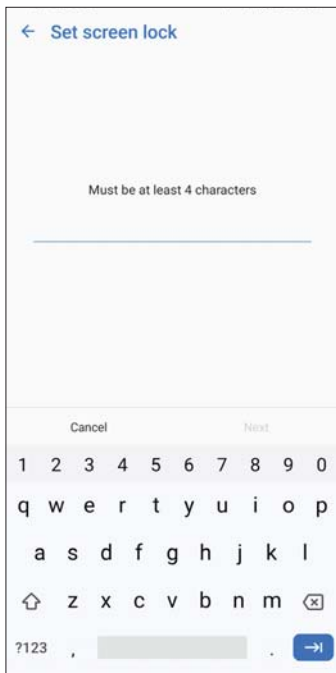 Set screen lock
Must be at least 4 characters
Cancel Next
1 2 3 4 5 6 7 8 9 0
q w e r t y u i o p
a s d f g h j k l
z x c v b n m
?123 , .